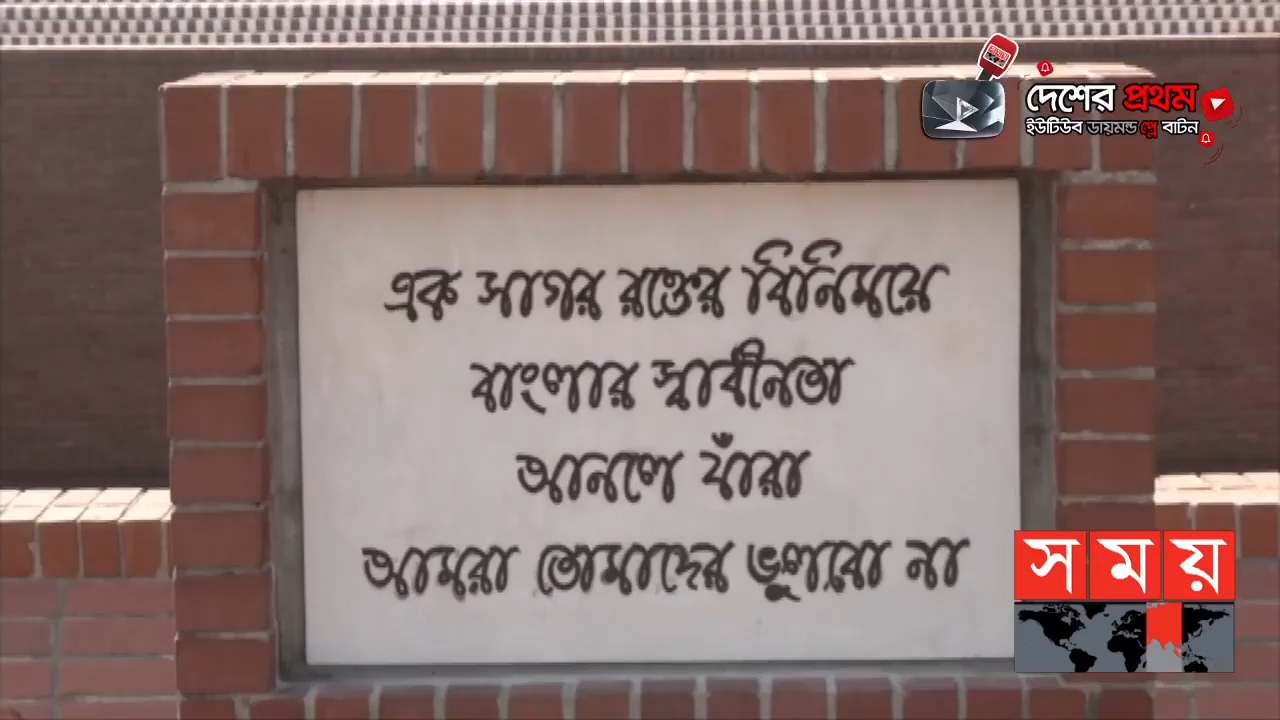 দেশের প্রথম
ইউটিউব ডায়মন্ড প্লে বাটন
এক সাগর রক্তের বিনিময়ে
বাংলার স্বাধীনতা
আনলে যাঁরা
আমরা তোমাদের ভুলবো না
সময়